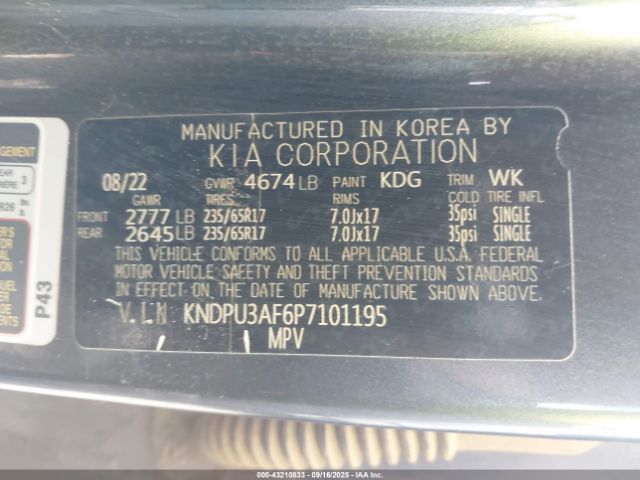 MANUFACTURED IN KOREA BY
KIA CORPORATION
08/22 GVWR 4674 LB PAINT KDG TRIM WK
GAWR TIRES RIMS COLD TIRE INFL
FRONT 2777 LB 235/65R17 7.0Jx17 35psi SINGLE
REAR 2645 LB 235/65R17 7.0Jx17 35psi SINGLE
THIS VEHICLE CONFORMS TO ALL APPLICABLE U.S.A. FEDERAL
MOTOR VEHICLE SAFETY AND THEFT PREVENTION STANDARDS
IN EFFECT ON THE DATE OF MANUFACTURE SHOWN ABOVE.
V.I.N KNDPU3AF6P7101195
MPV
P43
3
000-43210833 - 09/16/2025 - IAAI